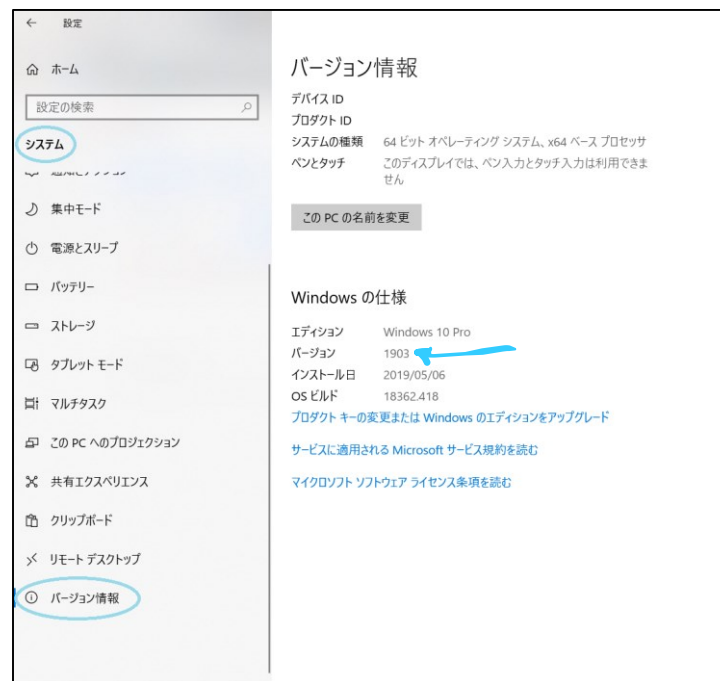 設定
ホーム
設定の検索
システム
集中モード
電源とスリープ
バッテリー
ストレージ
タブレット モード
マルチタスク
この PC へのプロジェクション
共有エクスペリエンス
クリップボード
リモート デスクトップ
バージョン情報
バージョン情報
デバイス ID
プロダクト ID
システムの種類 64 ビット オペレーティング システム、x64 ベース プロセッサ
ペンとタッチ このディスプレイでは、ペン入力とタッチ入力は利用できま
せん
この PC の名前を変更
Windows の仕様
エディション Windows 10 Pro
バージョン 1903
インストール日 2019/05/06
OS ビルド 18362.418
プロダクト キーの変更または Windows のエディションをアップグレード
サービスに適用される Microsoft サービス規約を読む
マイクロソフト ソフトウェア ライセンス条項を読む